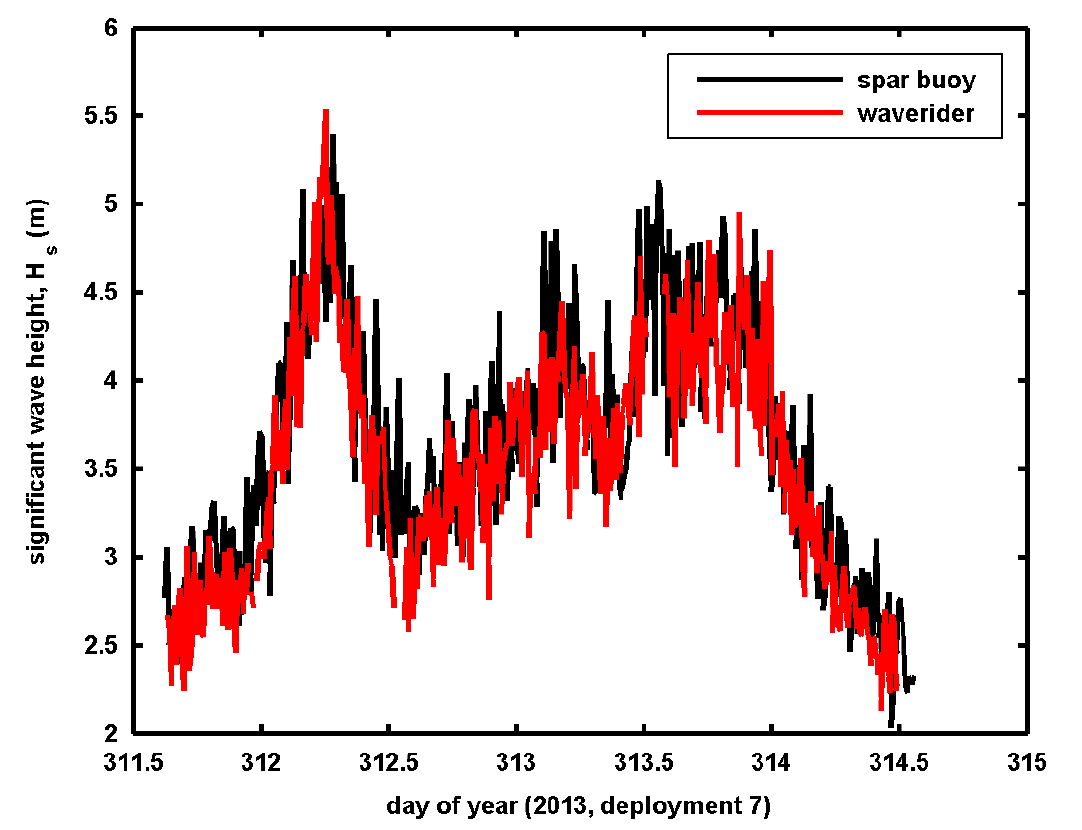 6
5.5
5
4.5
4
3.5
3
2.5
2
significant wave height, H s (m)
spar buoy
waverider
311.5 312 312.5 313 313.5 314 314.5 315
day of year (2013, deployment 7)